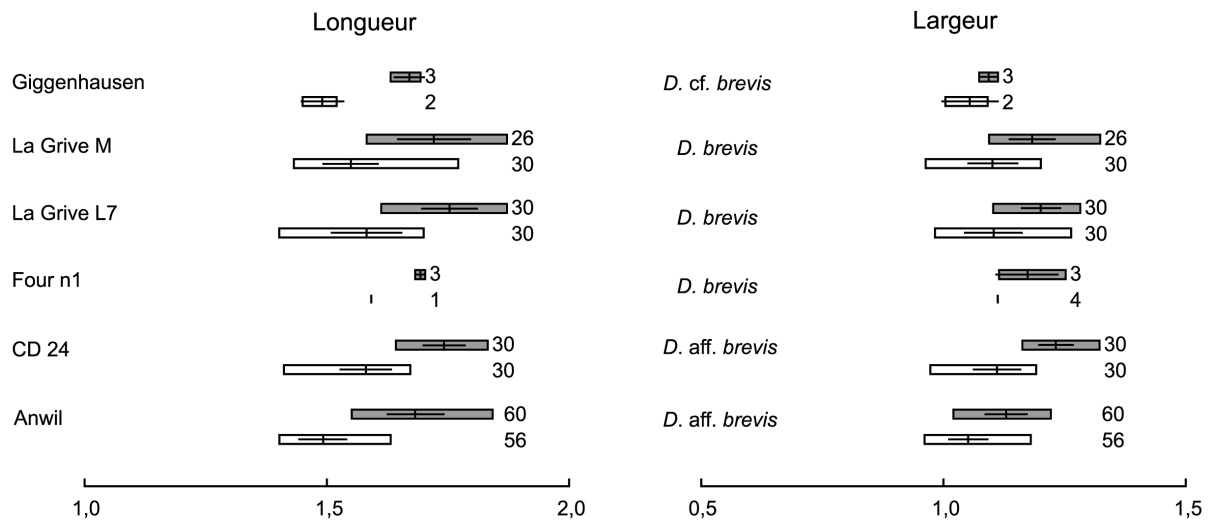 Longueur Largeur
Giggenhausen 3 D. cf. brevis 3
2 2
La Grive M 26 D. brevis 26
30 30
La Grive L7 30 D. brevis 30
30 30
Four n1 3 D. brevis 3
1 4
CD 24 30 D. aff. brevis 30
30 30
Anwil 60 D. aff. brevis 60
56 56
1,0 1,5 2,0 0,5 1,0 1,5